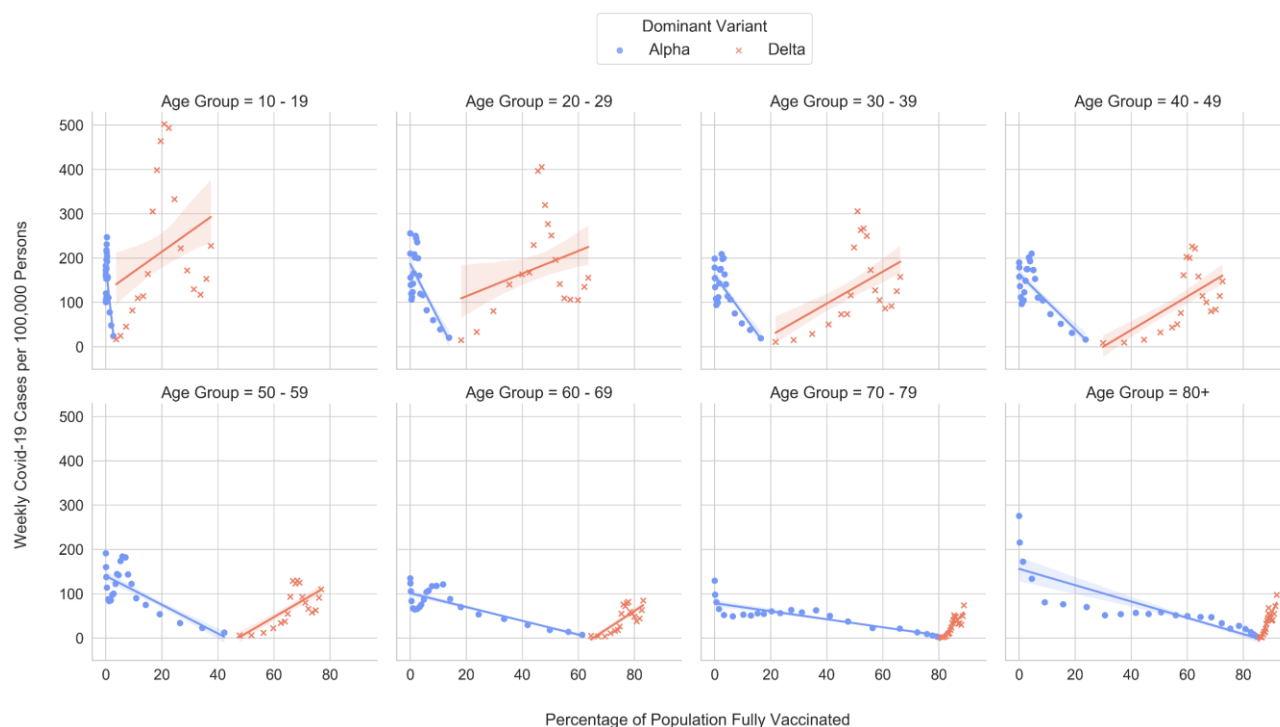 Dominant Variant
Alpha Delta
Age Group = 10 - 19 Age Group = 20 - 29 Age Group = 30 - 39 Age Group = 40 - 49
500
400
300
200
100
0
Age Group = 50 - 59 Age Group = 60 - 69 Age Group = 70 - 79 Age Group = 80+
500
400
300
200
100
0
0 20 40 60 80 0 20 40 60 80 0 20 40 60 80 0 20 40 60 80
Weekly Covid-19 Cases per 100,000 Persons
Percentage of Population Fully Vaccinated